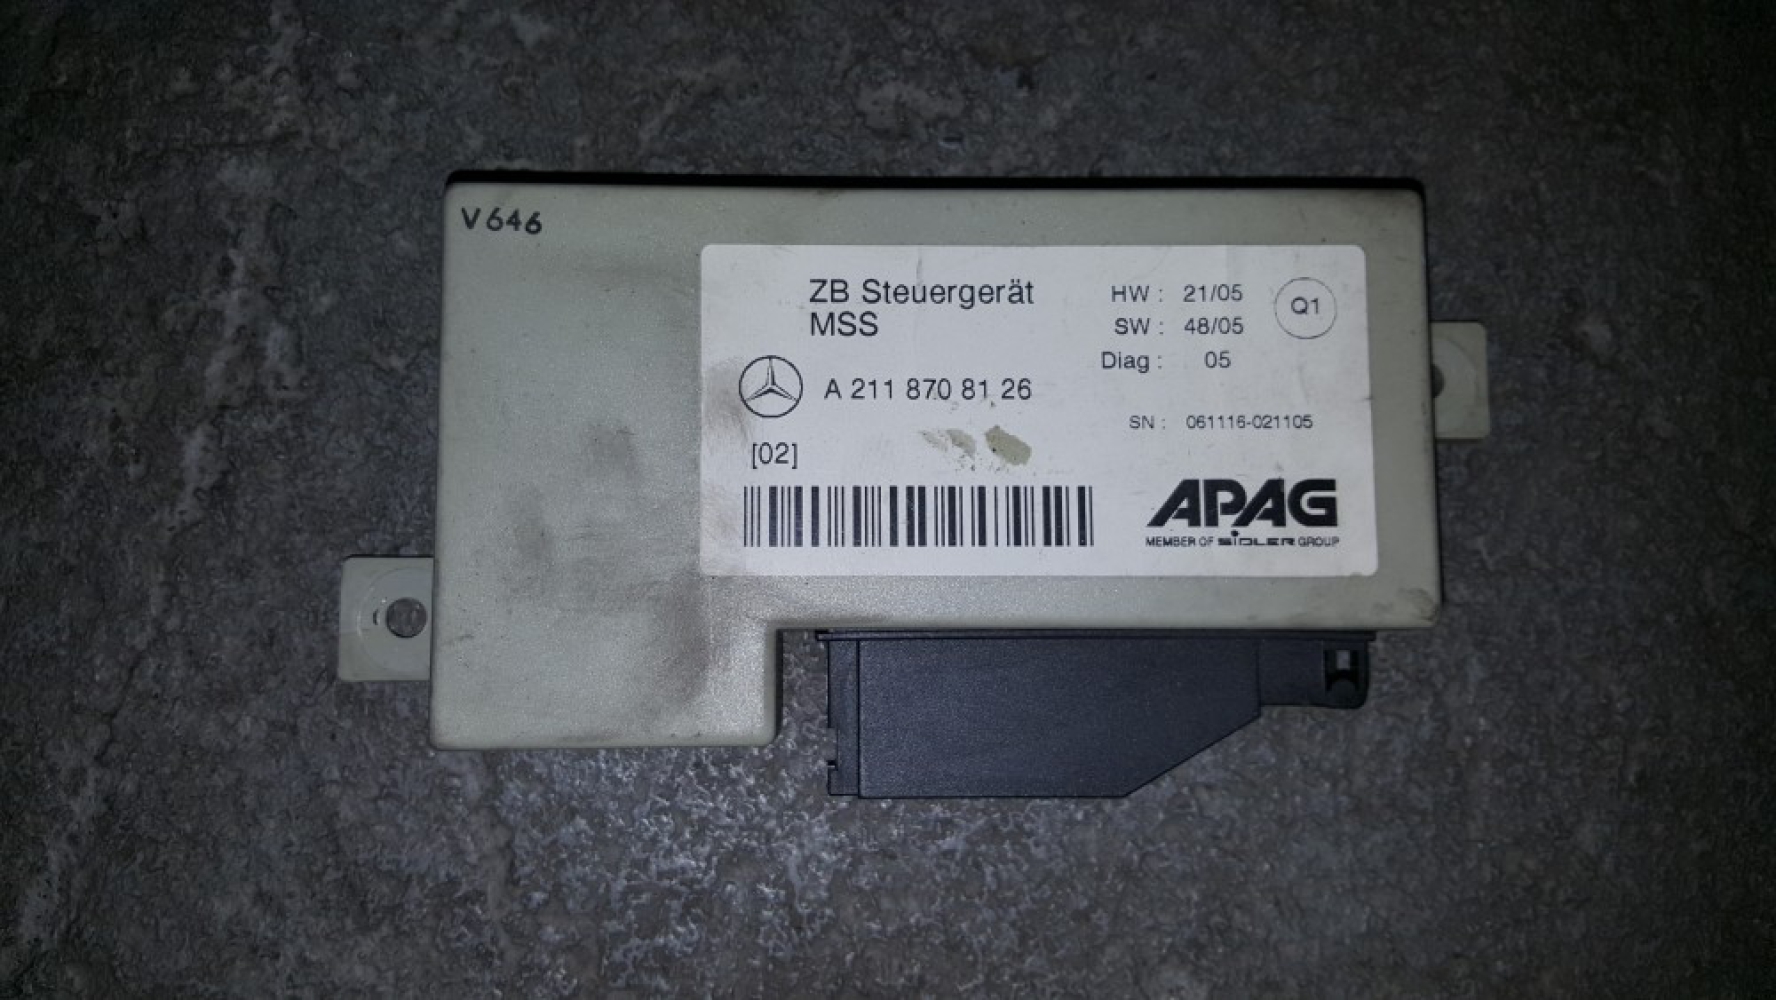 V646
ZB Steuergerät
MSS
HW : 21/05
SW : 48/05
Diag : 05
Q1
A 211 870 81 26
SN : 061116-021105
[02]
APAG
MEMBER OF SIDLER GROUP